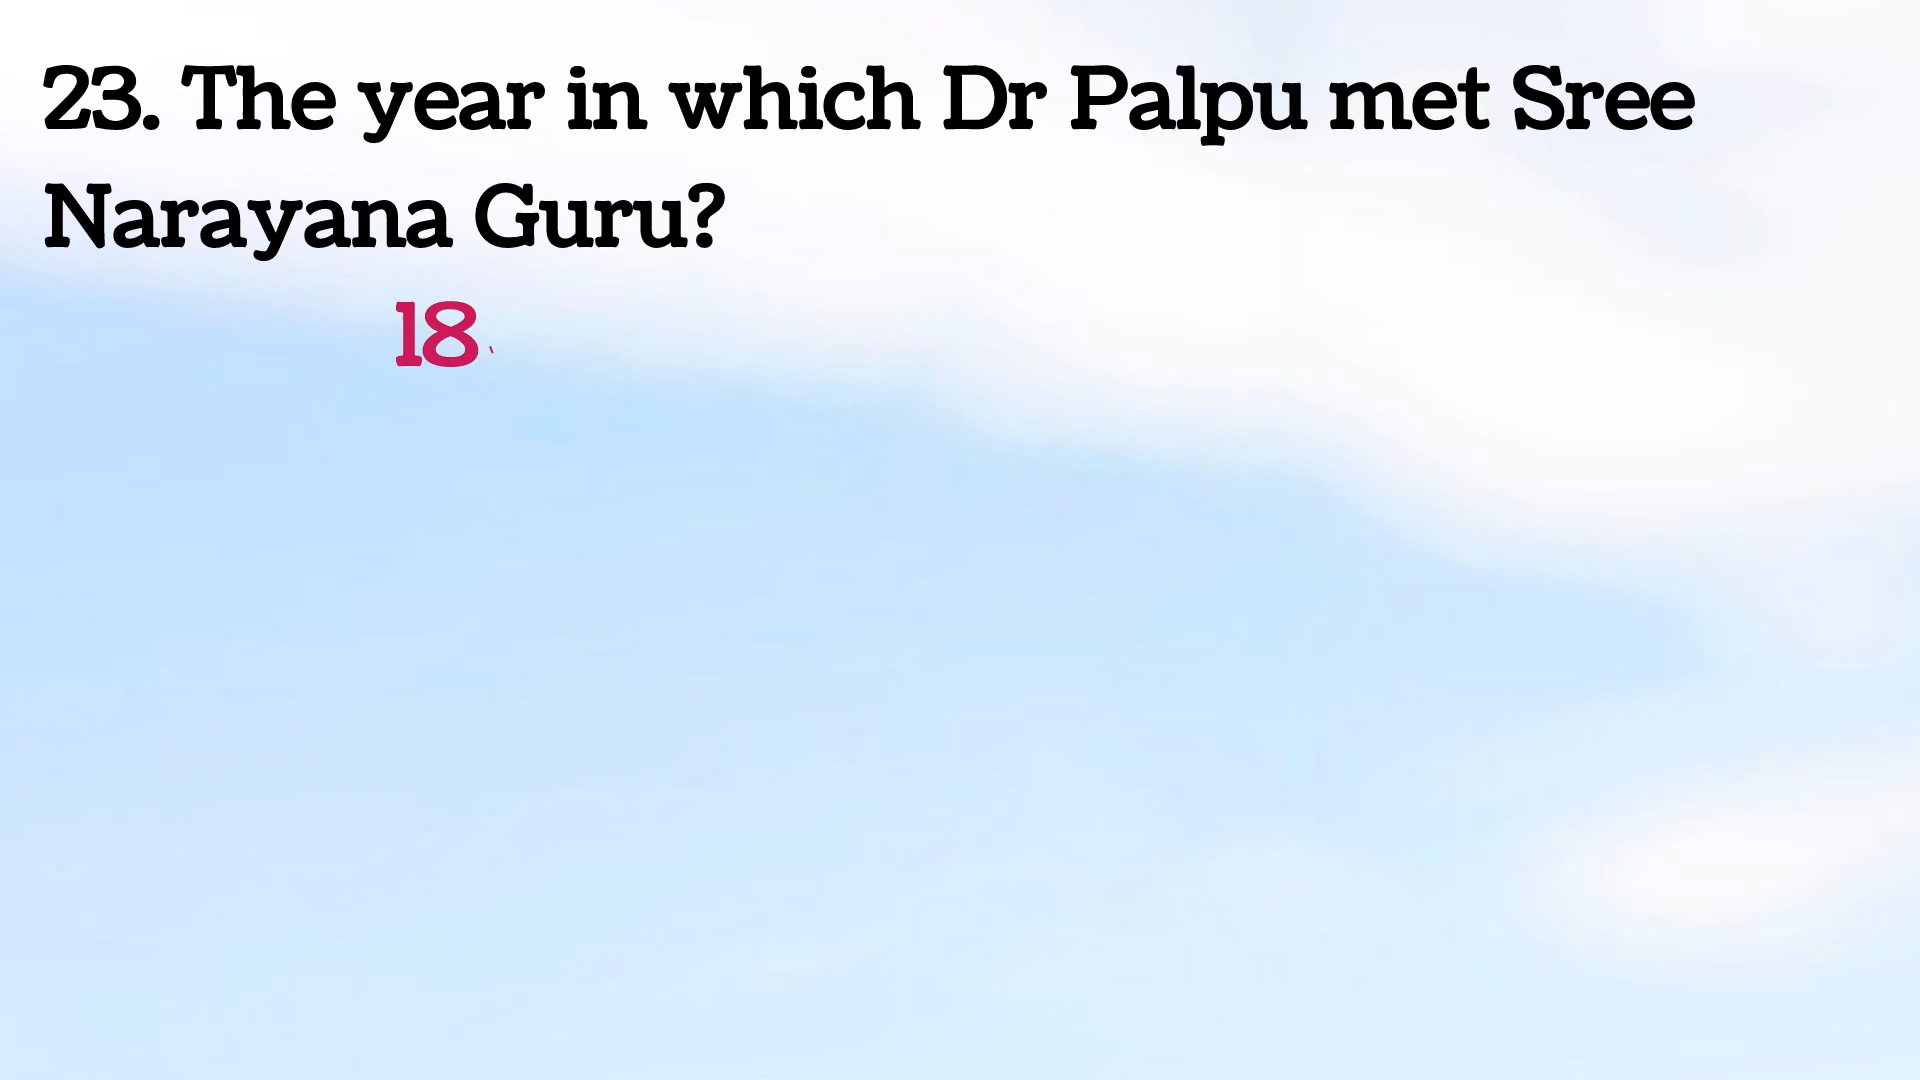 23. The year in which Dr Palpu met Sree
Narayana Guru?
18